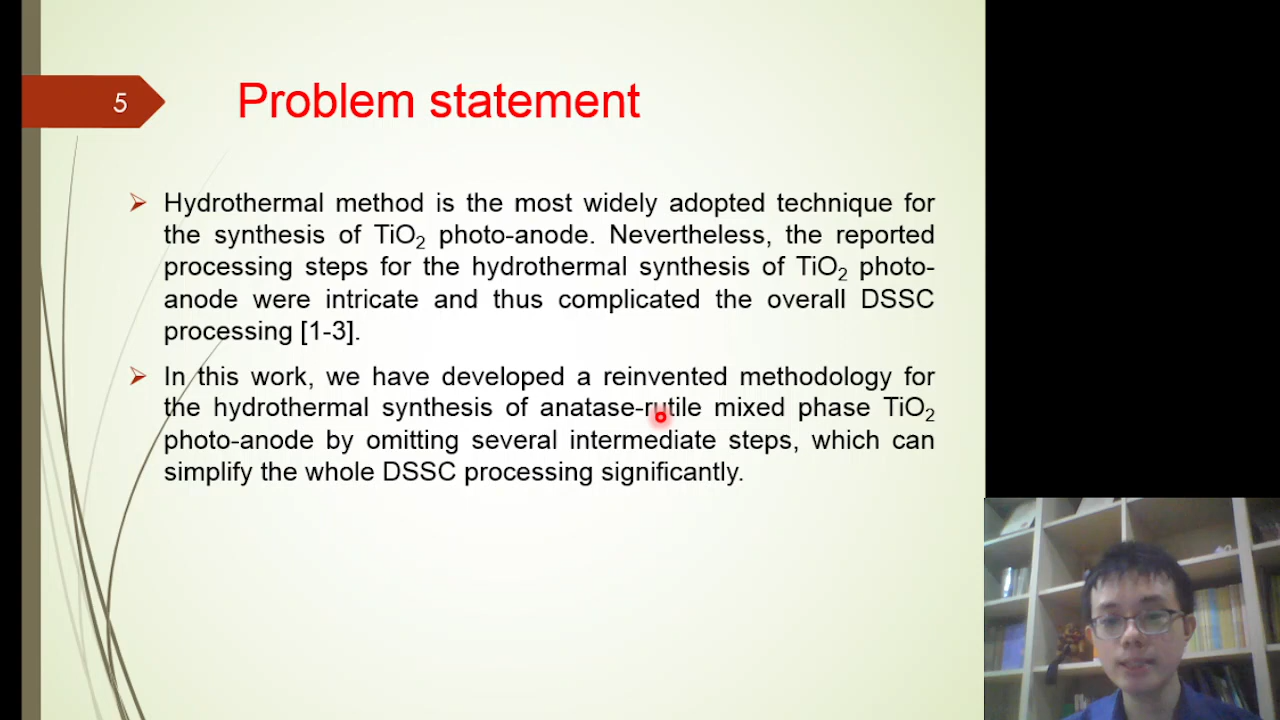 5
Problem statement
Hydrothermal method is the most widely adopted technique for
the synthesis of TiO₂ photo-anode. Nevertheless, the reported
processing steps for the hydrothermal synthesis of TiO₂ photo-
anode were intricate and thus complicated the overall DSSC
processing [1-3].
In this work, we have developed a reinvented methodology for
the hydrothermal synthesis of anatase-rutile mixed phase TiO₂
photo-anode by omitting several intermediate steps, which can
simplify the whole DSSC processing significantly.